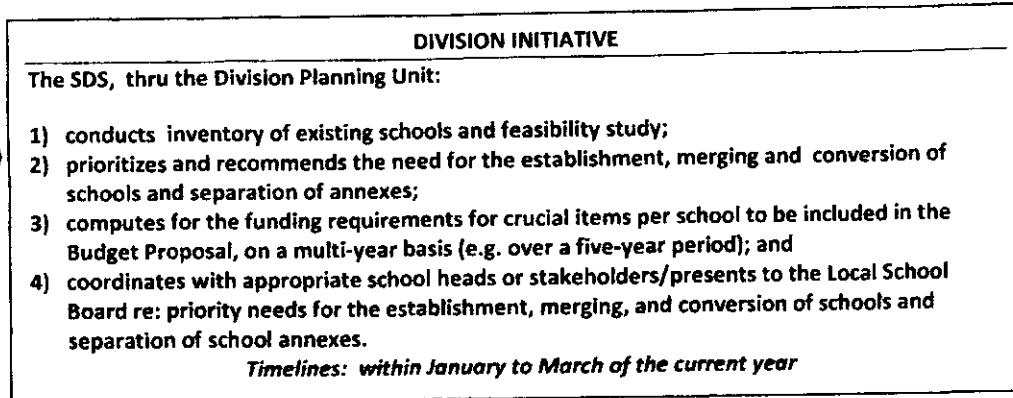 DIVISION INITIATIVE
The SDS, thru the Division Planning Unit:
1) conducts inventory of existing schools and feasibility study;
2) prioritizes and recommends the need for the establishment, merging and conversion of
schools and separation of annexes;
3) computes for the funding requirements for crucial items per school to be included in the
Budget Proposal, on a multi-year basis (e.g. over a five-year period); and
4) coordinates with appropriate school heads or stakeholders/presents to the Local School
Board re: priority needs for the establishment, merging, and conversion of schools and
separation of school annexes.
Timelines: within January to March of the current year